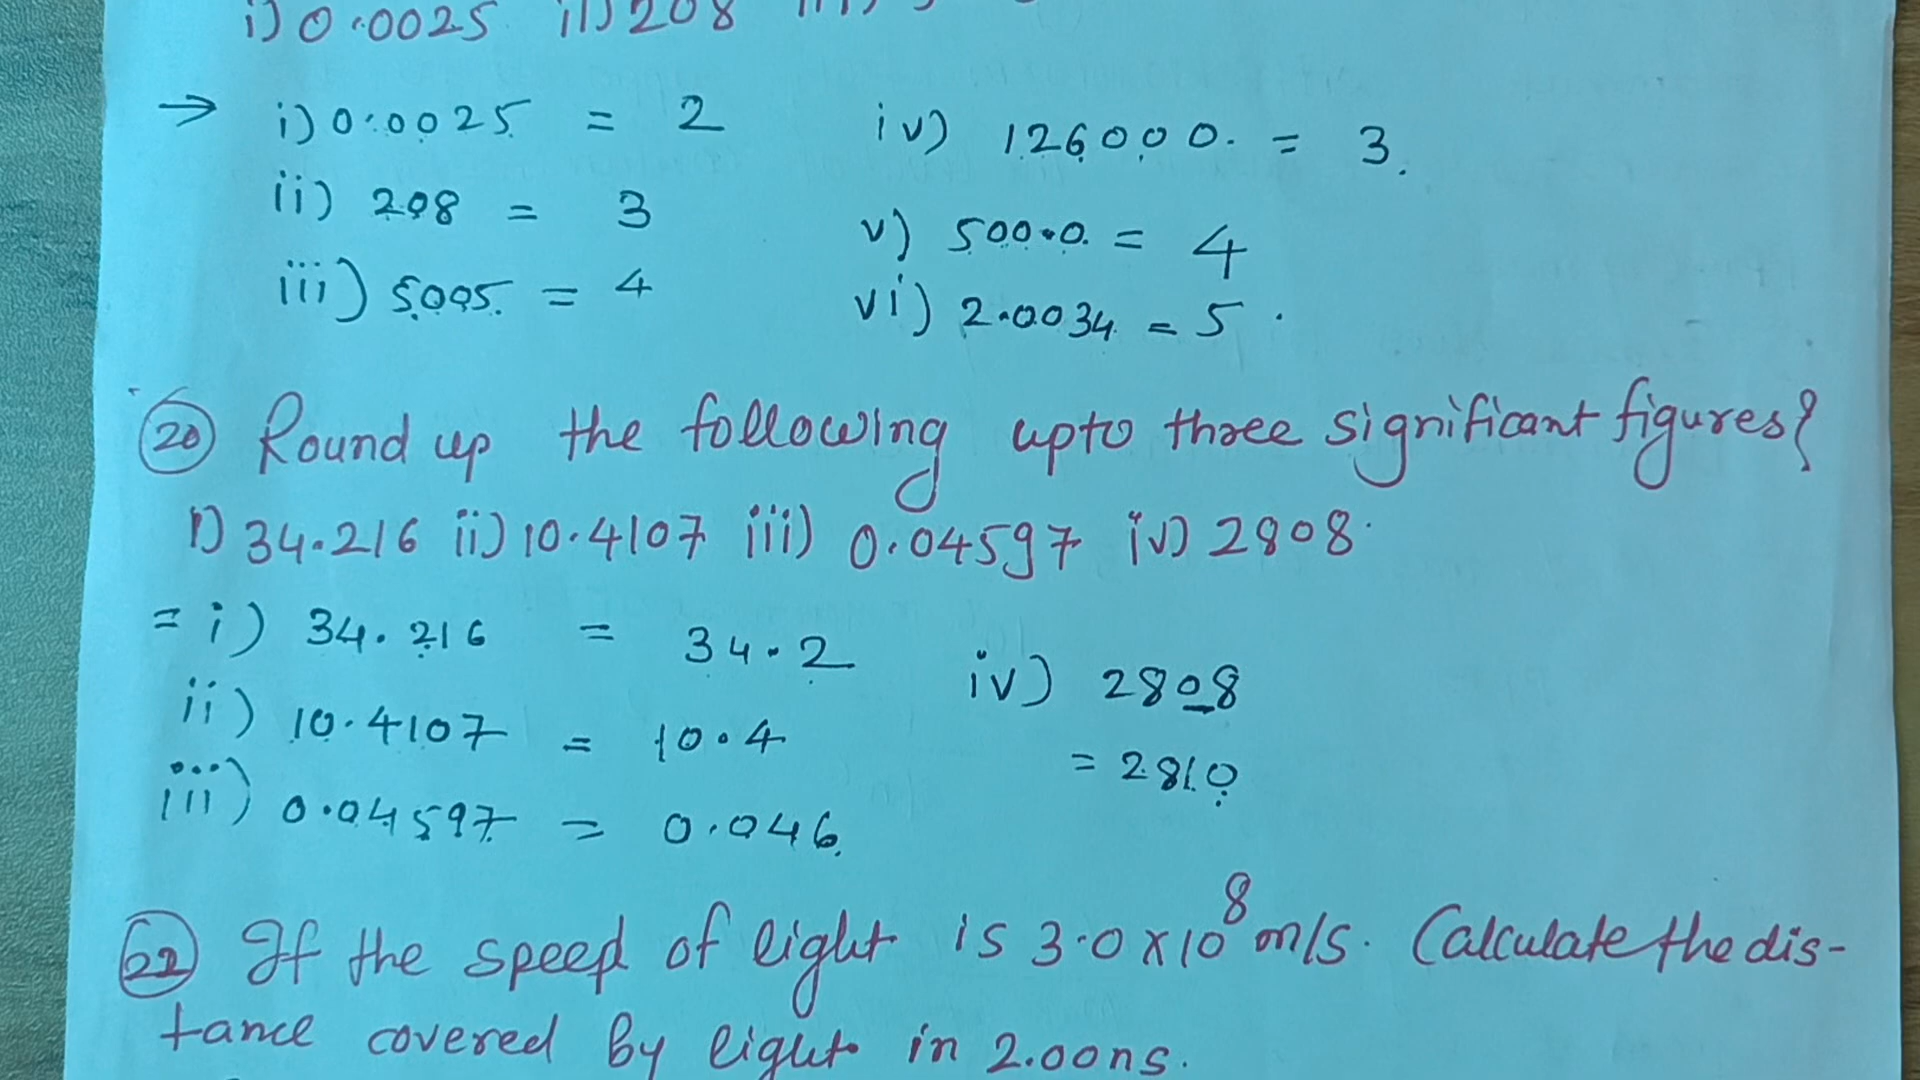 i) 0.0025 ii) 208
→ i) 0.0025 = 2 iv) 126000. = 3.
ii) 208 = 3 v) 500.0. = 4
iii) 5005. = 4 vi) 2.0034 = 5.
20 Round up the following upto three significant figures?
i) 34.216 ii) 10.4107 iii) 0.04597 iv) 2808.
= i) 34.216 = 34.2 iv) 2808
ii) 10.4107 = 10.4 = 2810
iii) 0.04597 = 0.046.
22 If the speed of light is 3.0 x 10⁸ m/s. Calculate the dis-
tance covered by light in 2.00ns.